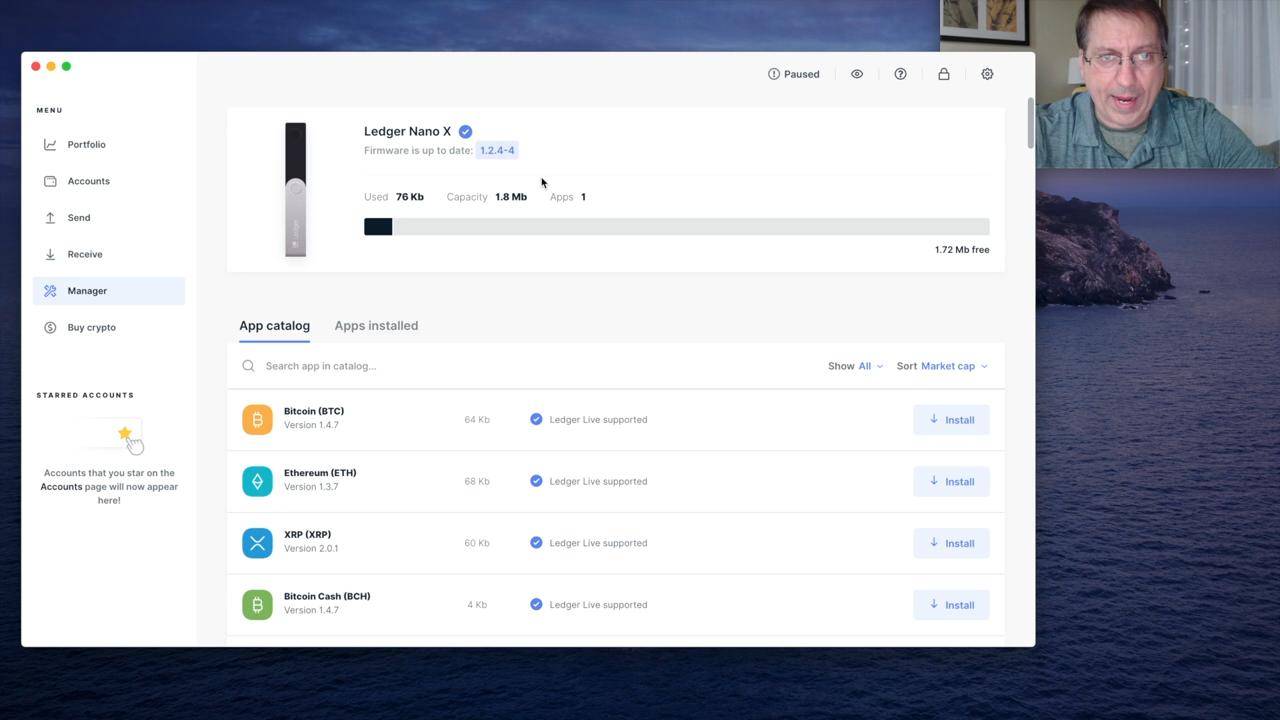 Paused
MENU
Portfolio
Accounts
Send
Receive
Manager
Buy crypto
STARRED ACCOUNTS
Accounts that you star on the
Accounts page will now appear
here!
Ledger Nano X
Firmware is up to date: 1.2.4-4
Used 76 Kb Capacity 1.8 Mb Apps 1
1.72 Mb free
App catalog Apps installed
Search app in catalog... Show All Sort Market cap
Bitcoin (BTC)
Version 1.4.7
64 Kb Ledger Live supported Install
Ethereum (ETH)
Version 1.3.7
68 Kb Ledger Live supported Install
XRP (XRP)
Version 2.0.1
60 Kb Ledger Live supported Install
Bitcoin Cash (BCH)
Version 1.4.7
4 Kb Ledger Live supported Install
Ledger